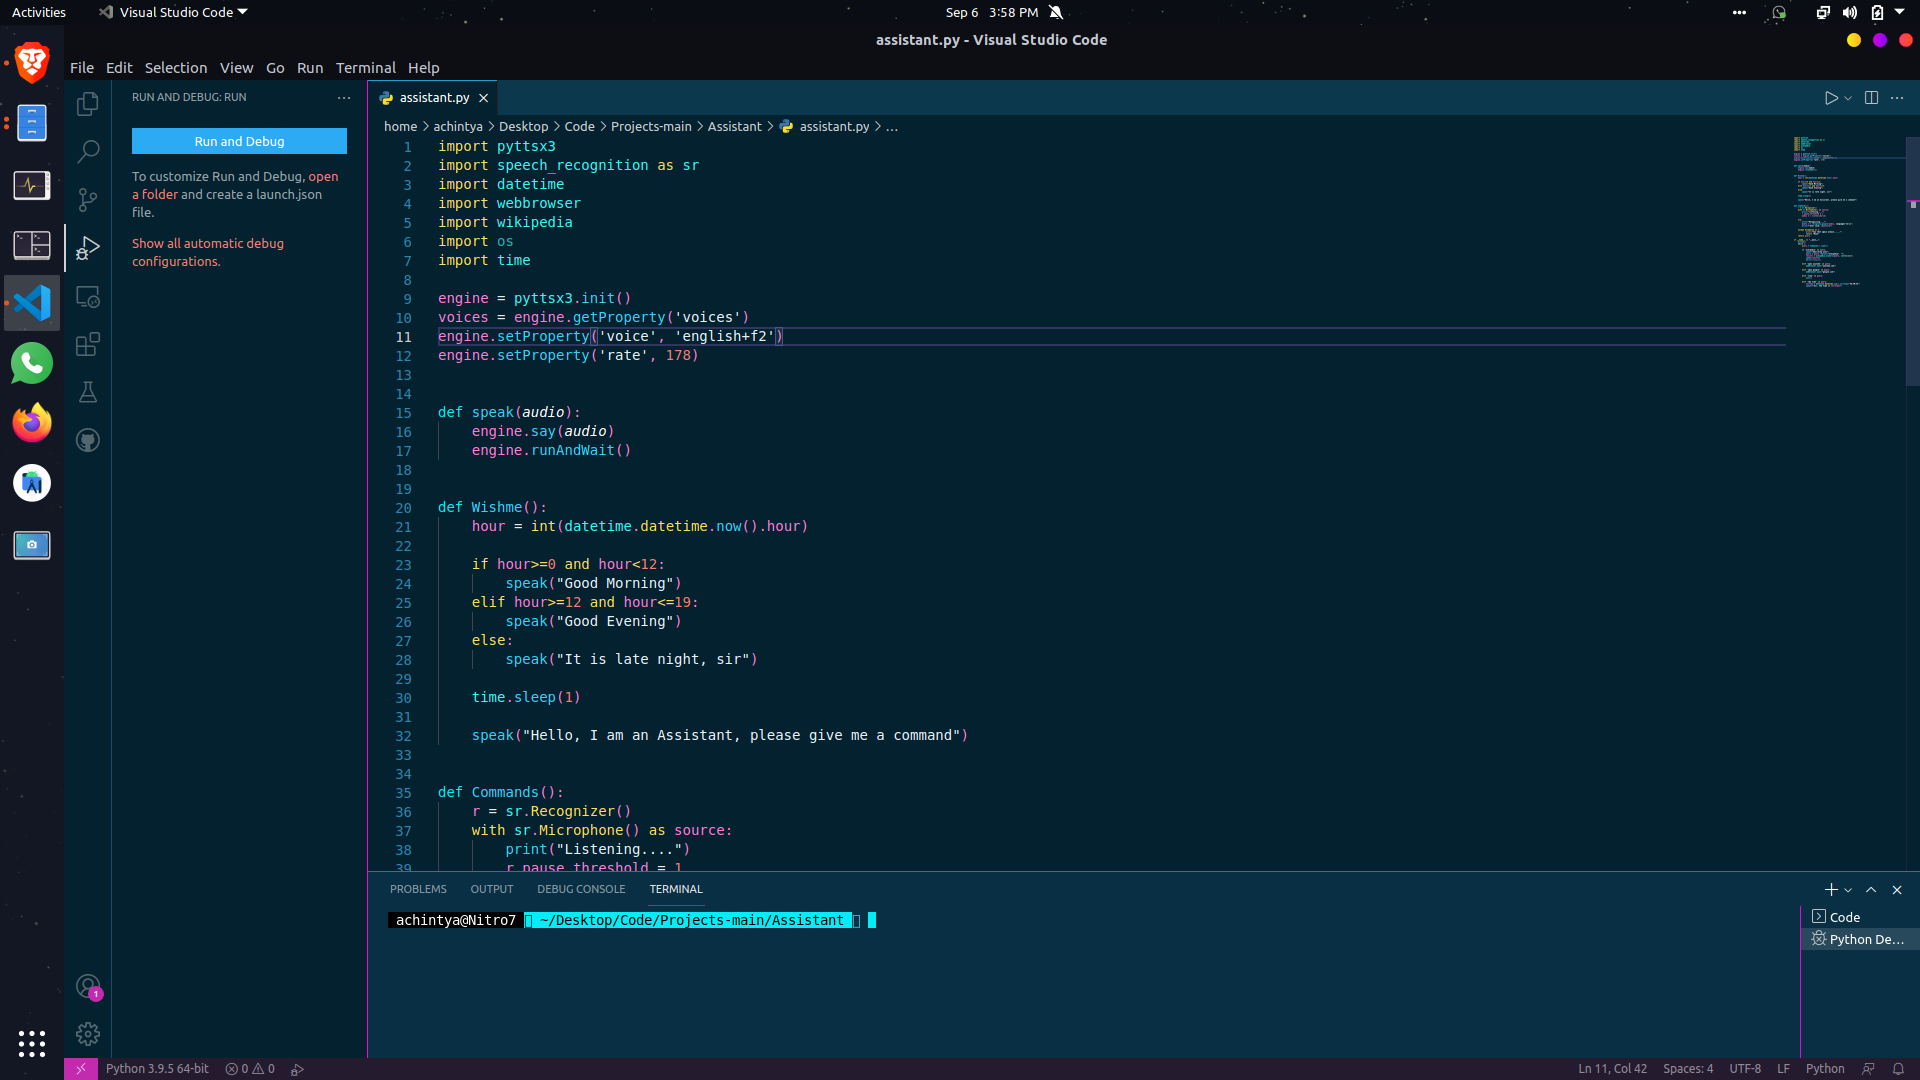 Activities
Visual Studio Code
Sep 6 3:58 PM
assistant.py - Visual Studio Code
File Edit Selection View Go Run Terminal Help
RUN AND DEBUG: RUN
Run and Debug
To customize Run and Debug, open
a folder and create a launch.json
file.
Show all automatic debug
configurations.
assistant.py
home > achintya > Desktop > Code > Projects-main > Assistant > assistant.py > ...
1 import pyttsx3
2 import speech_recognition as sr
3 import datetime
4 import webbrowser
5 import wikipedia
6 import os
7 import time
8
9 engine = pyttsx3.init()
10 voices = engine.getProperty('voices')
11 engine.setProperty('voice', 'english+f2')
12 engine.setProperty('rate', 178)
13
14
15 def speak(audio):
16     engine.say(audio)
17     engine.runAndWait()
18
19
20 def Wishme():
21     hour = int(datetime.datetime.now().hour)
22
23     if hour>=0 and hour<12:
24         speak("Good Morning")
25     elif hour>=12 and hour<=19:
26         speak("Good Evening")
27     else:
28         speak("It is late night, sir")
29
30     time.sleep(1)
31
32     speak("Hello, I am an Assistant, please give me a command")
33
34
35 def Commands():
36     r = sr.Recognizer()
37     with sr.Microphone() as source:
38         print("Listening....")
39         r.pause_threshold = 1
PROBLEMS OUTPUT DEBUG CONSOLE TERMINAL
achintya@Nitro7 ~/Desktop/Code/Projects-main/Assistant
Code
Python De...
1
Python 3.9.5 64-bit 0 0
Ln 11, Col 42 Spaces: 4 UTF-8 LF Python